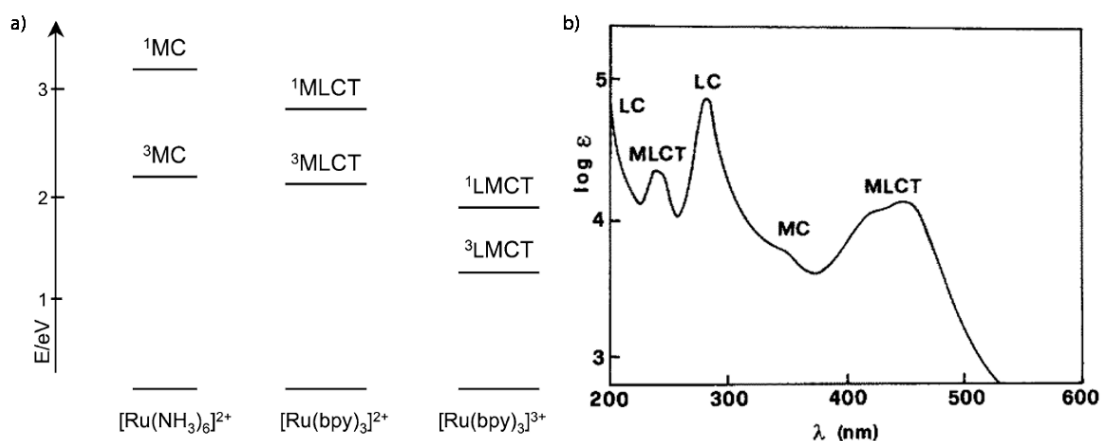 a)
¹MC
3
¹MLCT
³MC
³MLCT
2
¹LMCT
³LMCT
1
E/eV
[Ru(NH₃)₆]²⁺
[Ru(bpy)₃]²⁺
[Ru(bpy)₃]³⁺
b)
5
LC
LC
MLCT
MLCT
log ε
4
MC
3
200
300
400
500
600
λ (nm)